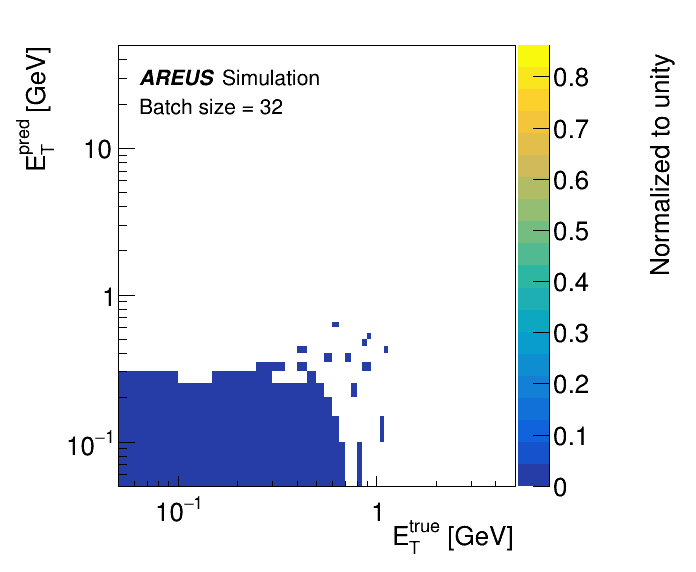 AREUS Simulation
Batch size = 32
E_T^pred [GeV]
10
1
10^−1
10^−1
1
E_T^true [GeV]
0.8
0.7
0.6
0.5
0.4
0.3
0.2
0.1
0
Normalized to unity